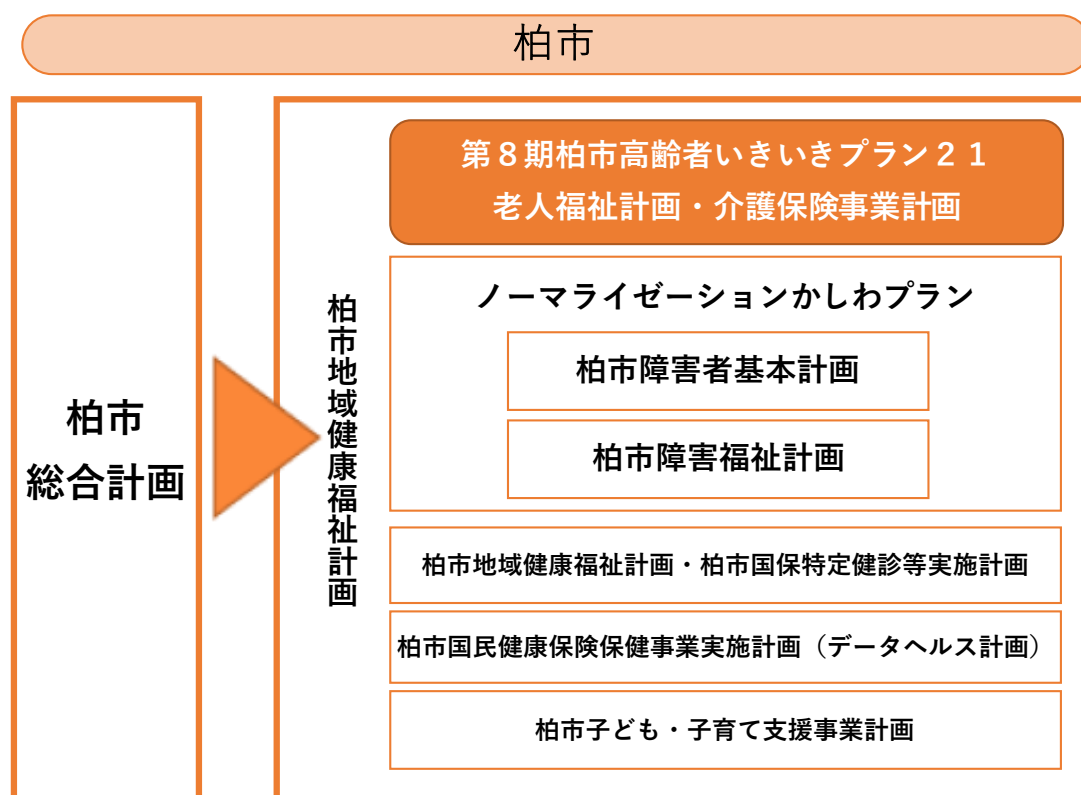 柏市
柏市
総合計画
柏市地域健康福祉計画
第８期柏市高齢者いきいきプラン２１
老人福祉計画・介護保険事業計画
ノーマライゼーションかしわプラン
柏市障害者基本計画
柏市障害福祉計画
柏市地域健康福祉計画・柏市国保特定健診等実施計画
柏市国民健康保険保健事業実施計画（データヘルス計画）
柏市子ども・子育て支援事業計画